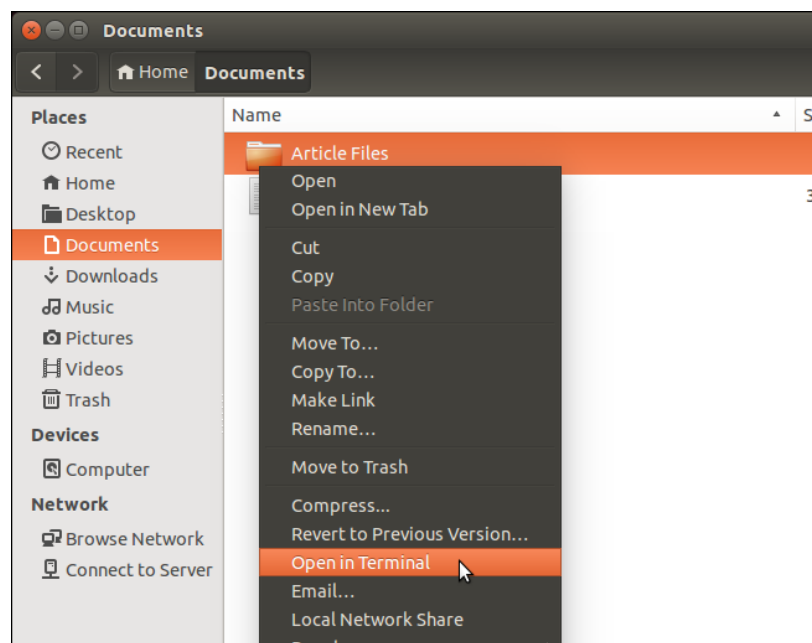 Documents
Home Documents
Places
Recent
Home
Desktop
Documents
Downloads
Music
Pictures
Videos
Trash
Devices
Computer
Network
Browse Network
Connect to Server
Name
Article Files
Open
Open in New Tab
Cut
Copy
Paste Into Folder
Move To…
Copy To…
Make Link
Rename…
Move to Trash
Compress...
Revert to Previous Version…
Open in Terminal
Email…
Local Network Share